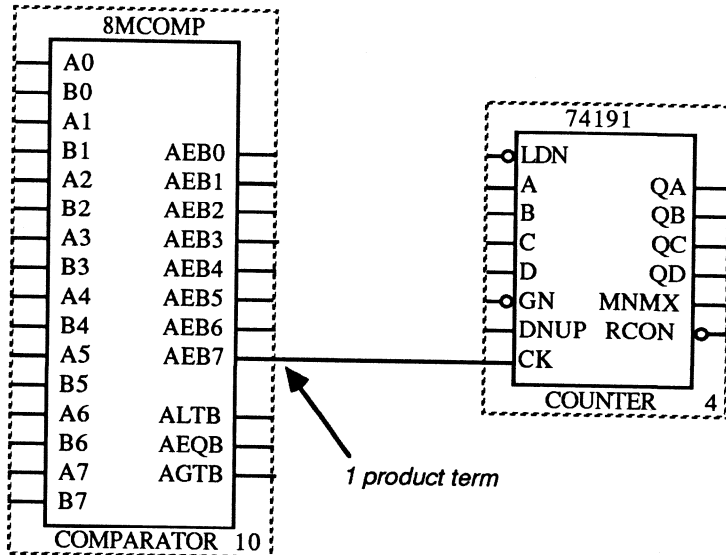 8MCOMP
A0
B0
A1
B1
A2
B2
A3
B3
A4
B4
A5
B5
A6
B6
A7
B7
AEB0
AEB1
AEB2
AEB3
AEB4
AEB5
AEB6
AEB7
ALTB
AEQB
AGTB
COMPARATOR 10
1 product term
74191
LDN
A
B
C
D
GN
DNUP
CK
QA
QB
QC
QD
MNMX
RCON
COUNTER 4